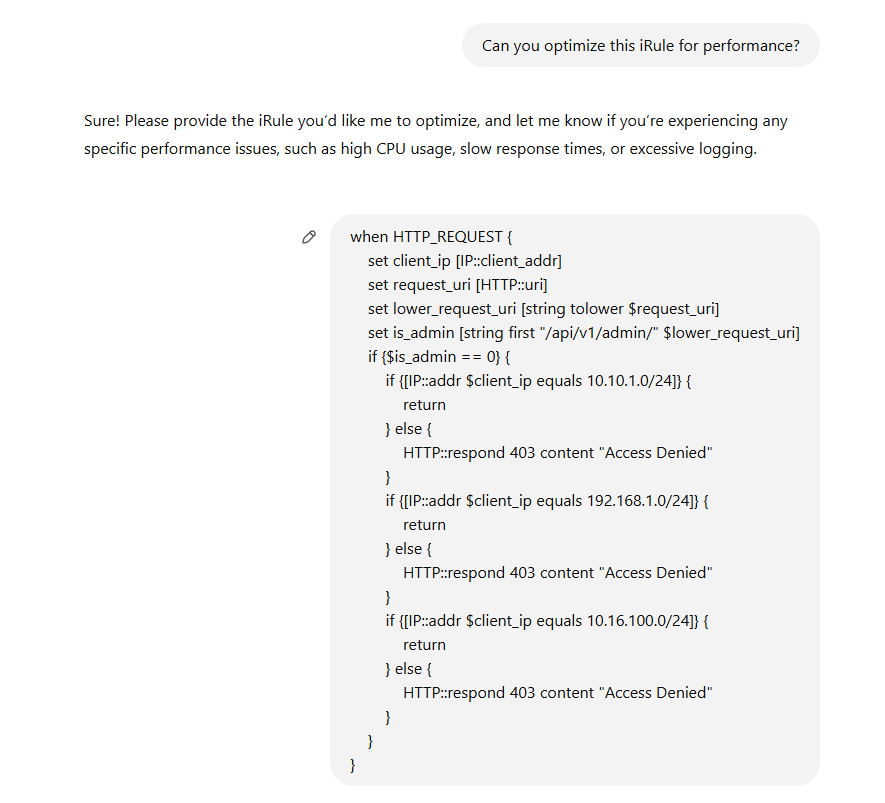 Can you optimize this iRule for performance?
Sure! Please provide the iRule you’d like me to optimize, and let me know if you’re experiencing any
specific performance issues, such as high CPU usage, slow response times, or excessive logging.
when HTTP_REQUEST {
    set client_ip [IP::client_addr]
    set request_uri [HTTP::uri]
    set lower_request_uri [string tolower $request_uri]
    set is_admin [string first "/api/v1/admin/" $lower_request_uri]
    if {$is_admin == 0} {
        if {[IP::addr $client_ip equals 10.10.1.0/24]} {
            return
        } else {
            HTTP::respond 403 content "Access Denied"
        }
        if {[IP::addr $client_ip equals 192.168.1.0/24]} {
            return
        } else {
            HTTP::respond 403 content "Access Denied"
        }
        if {[IP::addr $client_ip equals 10.16.100.0/24]} {
            return
        } else {
            HTTP::respond 403 content "Access Denied"
        }
    }
}